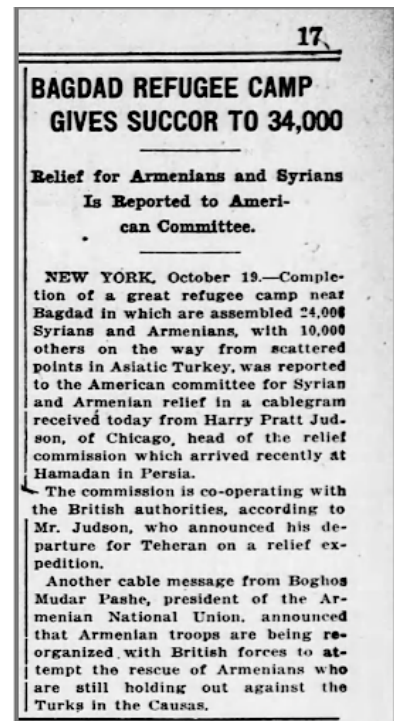 17
BAGDAD REFUGEE CAMP
GIVES SUCCOR TO 34,000
Relief for Armenians and Syrians
Is Reported to Ameri-
can Committee.
NEW YORK, October 19.—Comple-
tion of a great refugee camp near
Bagdad in which are assembled 24,000
Syrians and Armenians, with 10,000
others on the way from scattered
points in Asiatic Turkey, was reported
to the American committee for Syrian
and Armenian relief in a cablegram
received today from Harry Pratt Jud-
son, of Chicago, head of the relief
commission which arrived recently at
Hamadan in Persia.
The commission is co-operating with
the British authorities, according to
Mr. Judson, who announced his de-
parture for Teheran on a relief ex-
pedition.
Another cable message from Boghos
Mudar Pashe, president of the Ar-
menian National Union, announced
that Armenian troops are being re-
organized with British forces to at-
tempt the rescue of Armenians who
are still holding out against the
Turks in the Causas.